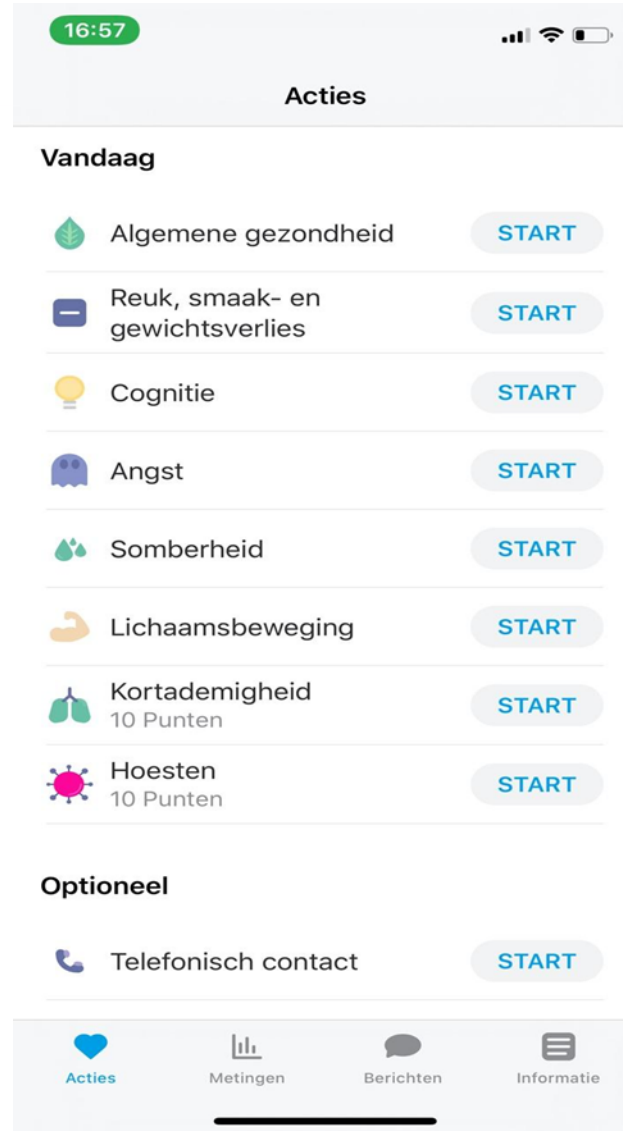 16:57
Acties
Vandaag
Algemene gezondheid START
Reuk, smaak- en
gewichtsverlies START
Cognitie START
Angst START
Somberheid START
Lichaamsbeweging START
Kortademigheid
10 Punten START
Hoesten
10 Punten START
Optioneel
Telefonisch contact START
Acties Metingen Berichten Informatie